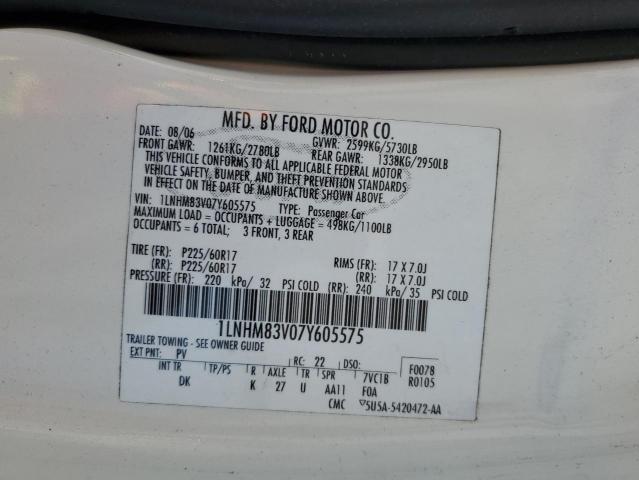 MFD. BY FORD MOTOR CO.
DATE: 08/06 GVWR: 2599KG/5730LB
FRONT GAWR: 1261KG/2780LB REAR GAWR: 1338KG/2950LB
THIS VEHICLE CONFORMS TO ALL APPLICABLE FEDERAL MOTOR
VEHICLE SAFETY, BUMPER, AND THEFT PREVENTION STANDARDS
IN EFFECT ON THE DATE OF MANUFACTURE SHOWN ABOVE.
VIN: 1LNHM83V07Y605575 TYPE: Passenger Car
MAXIMUM LOAD = OCCUPANTS + LUGGAGE = 498KG/1100LB
OCCUPANTS = 6 TOTAL; 3 FRONT, 3 REAR
TIRE (FR): P225/60R17 RIMS (FR): 17 X 7.0J
(RR): P225/60R17 (RR): 17 X 7.0J
PRESSURE (FR): 220 kPa/ 32 PSI COLD (RR) 240 kPa/ 35 PSI COLD
1LNHM83V07Y605575
TRAILER TOWING - SEE OWNER GUIDE
EXT PNT: PV RC: 22 DSO: F0078
INT TR TP/PS R AXLE TR SPR 7VC1B R0105
DK K 27 U AA11 F0A
CMC ▽5U5A-5420472-AA